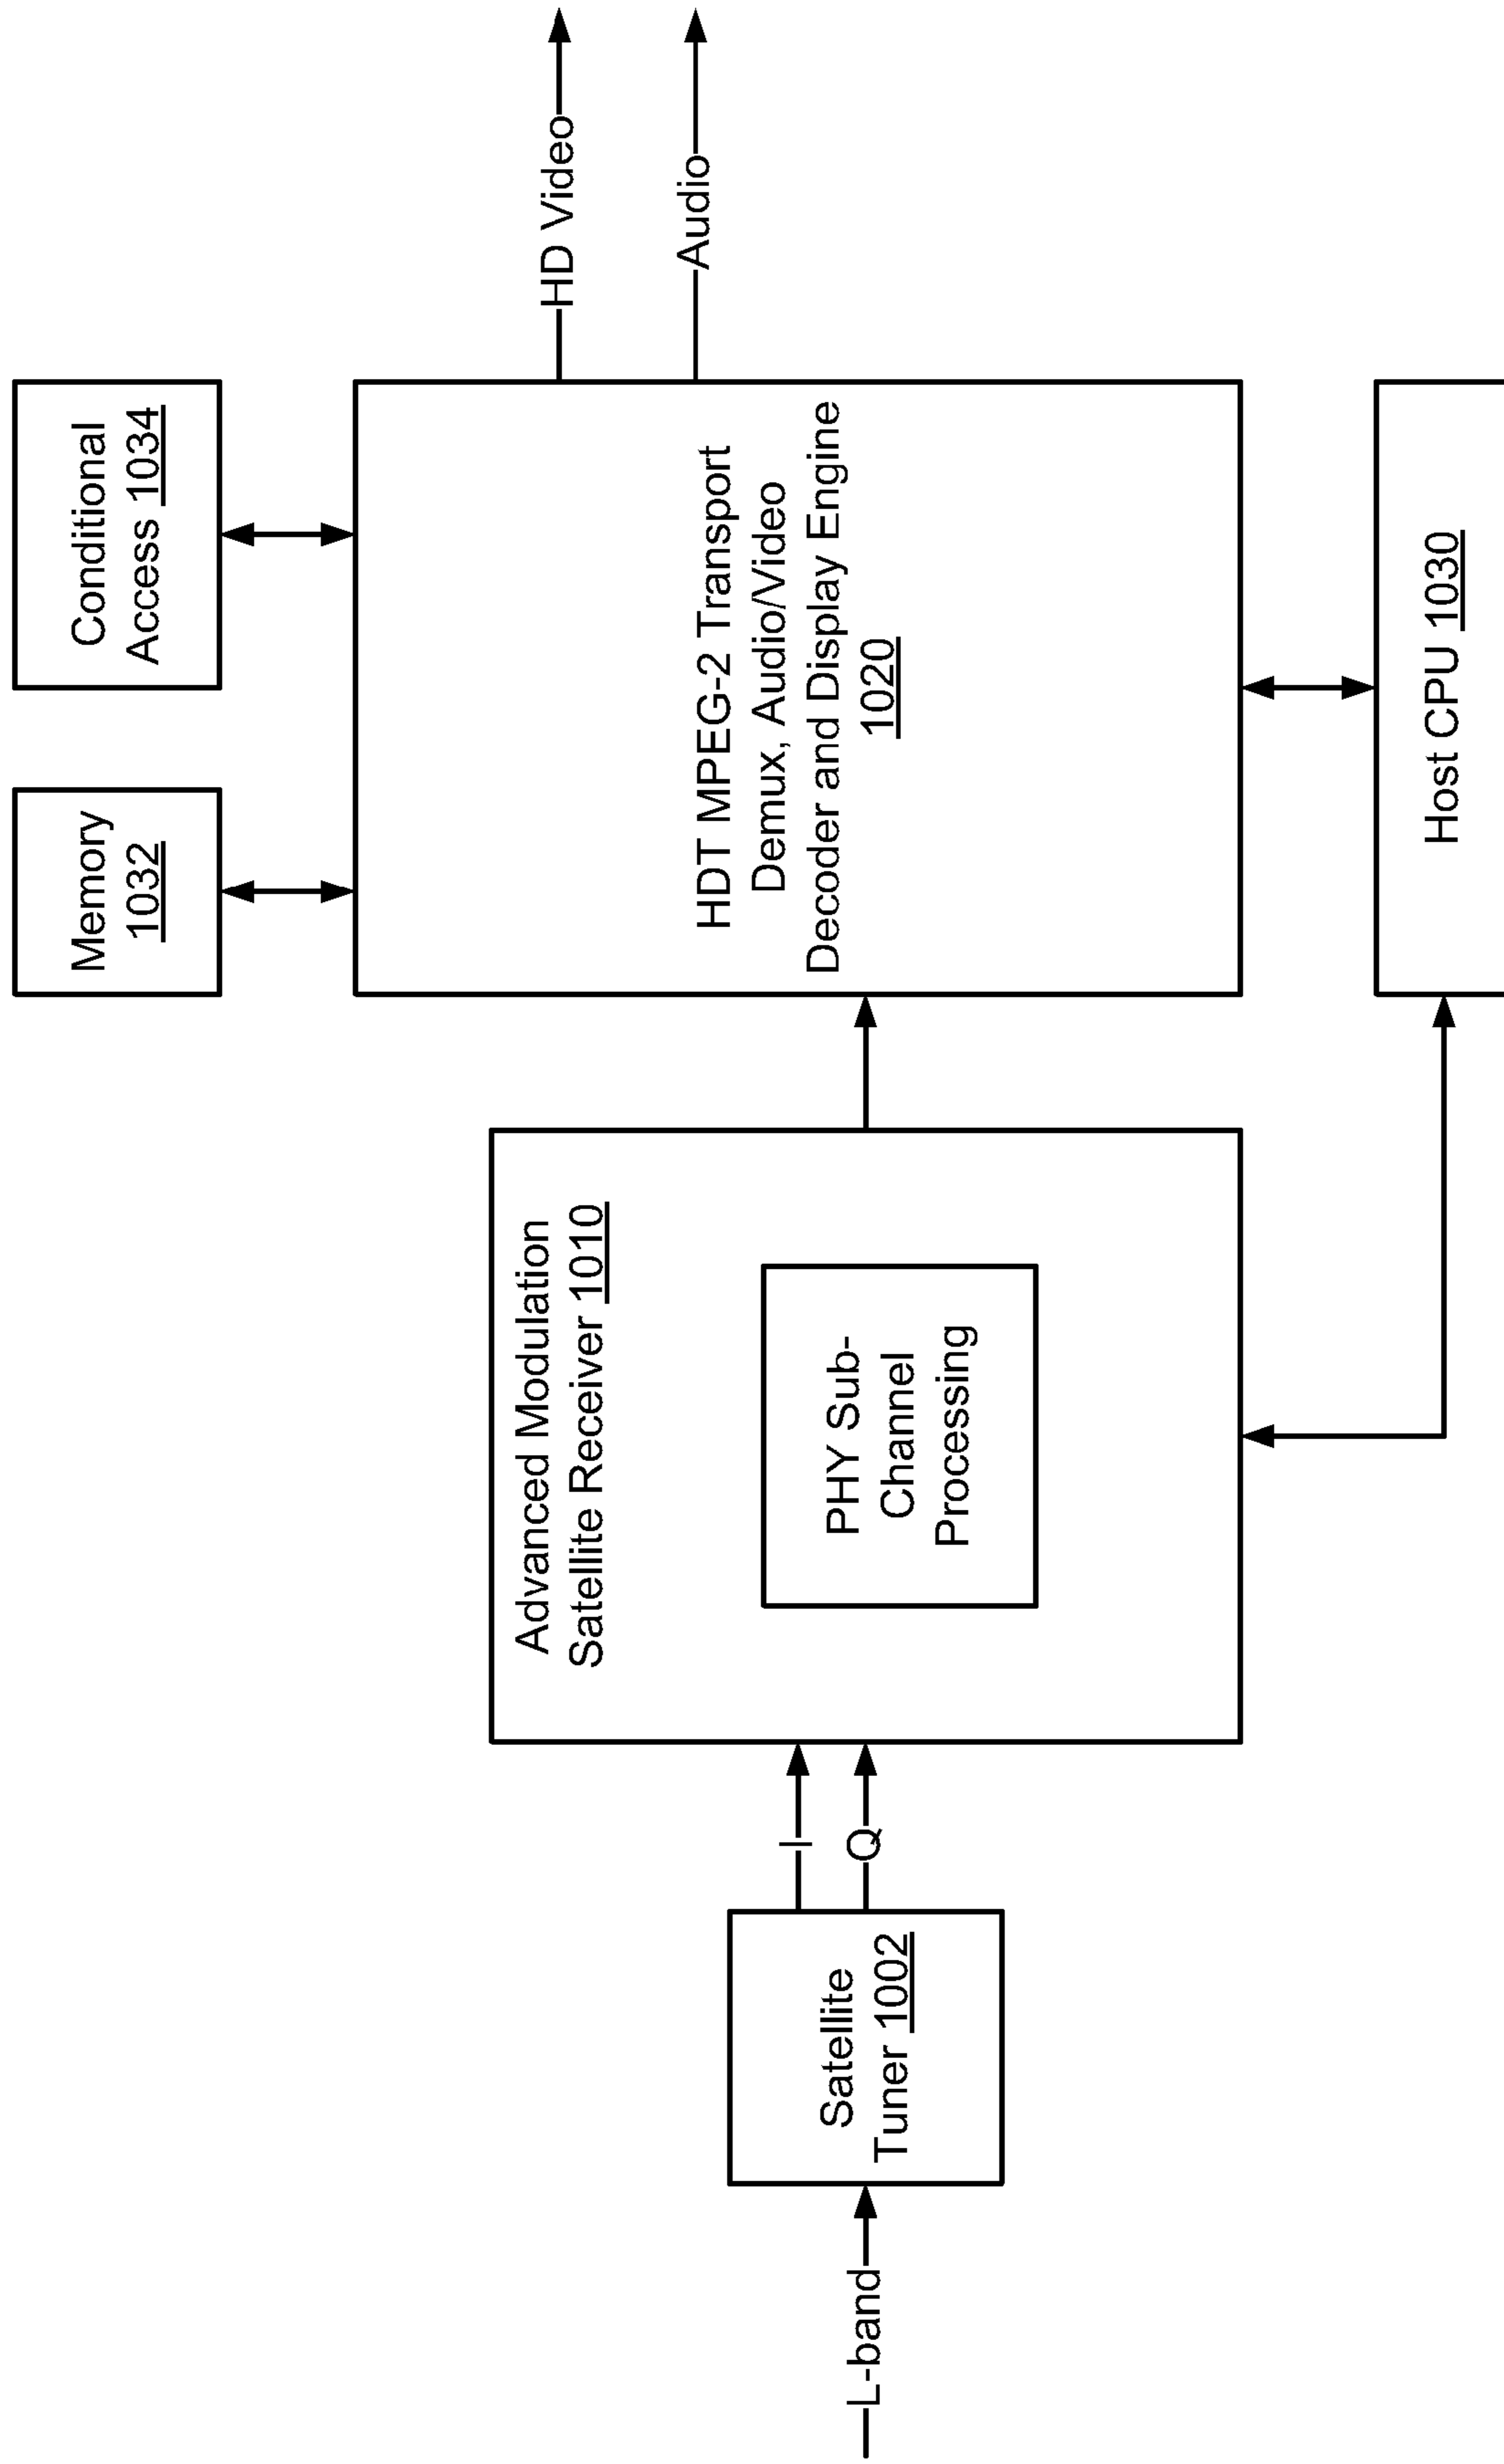 L-band
Satellite
Tuner 1002
I
Q
Advanced Modulation
Satellite Receiver 1010
PHY Sub-
Channel
Processing
Memory
1032
Conditional
Access 1034
HDT MPEG-2 Transport
Demux, Audio/Video
Decoder and Display Engine
1020
HD Video
Audio
Host CPU 1030